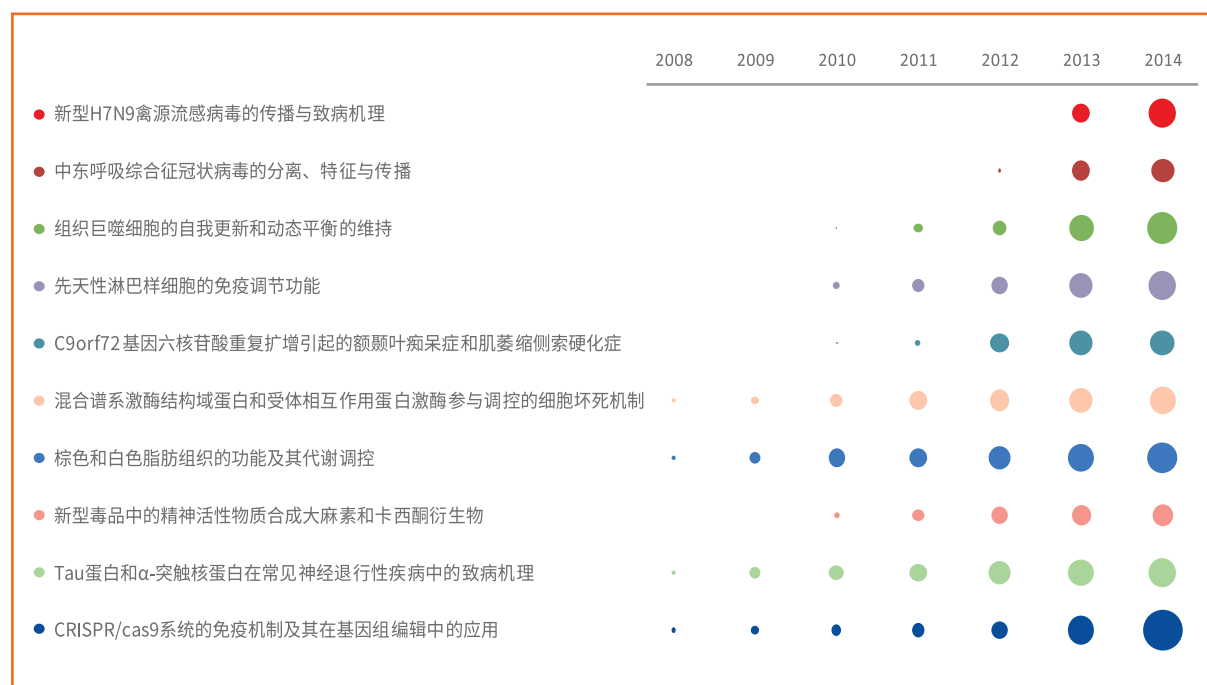 2008 2009 2010 2011 2012 2013 2014
新型H7N9禽源流感病毒的传播与致病机理
中东呼吸综合征冠状病毒的分离、特征与传播
组织巨噬细胞的自我更新和动态平衡的维持
先天性淋巴样细胞的免疫调节功能
C9orf72基因六核苷酸重复扩增引起的额颞叶痴呆症和肌萎缩侧索硬化症
混合谱系激酶结构域蛋白和受体相互作用蛋白激酶参与调控的细胞坏死机制
棕色和白色脂肪组织的功能及其代谢调控
新型毒品中的精神活性物质合成大麻素和卡西酮衍生物
Tau蛋白和α-突触核蛋白在常见神经退行性疾病中的致病机理
CRISPR/cas9系统的免疫机制及其在基因组编辑中的应用